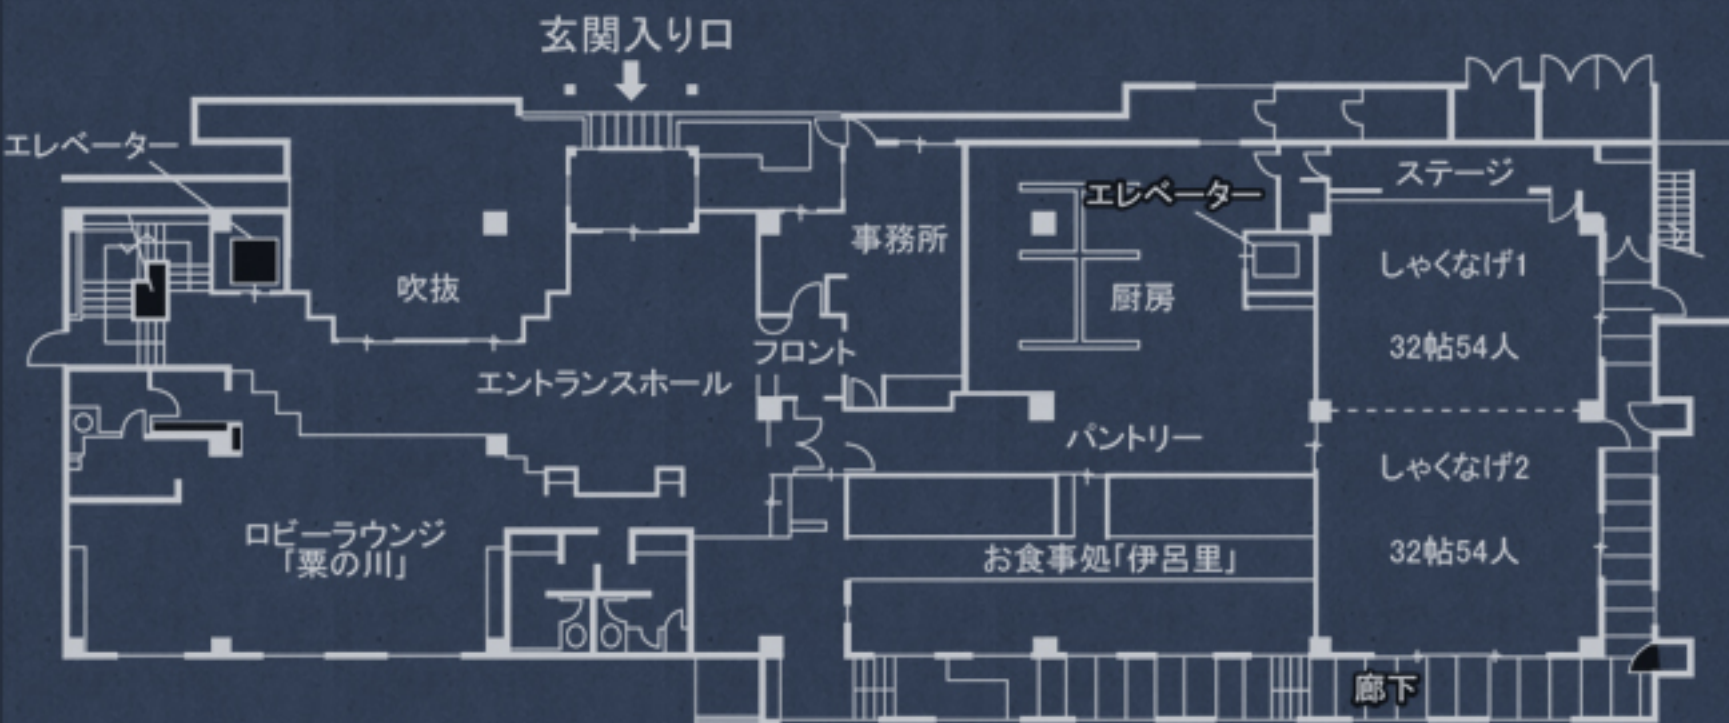 玄関入り口
エレベーター
エレベーター
ステージ
事務所
しゃくなげ1
吹抜
厨房
32帖54人
フロント
エントランスホール
パントリー
しゃくなげ2
ロビーラウンジ
「粟の川」
お食事処「伊呂里」
32帖54人
廊下